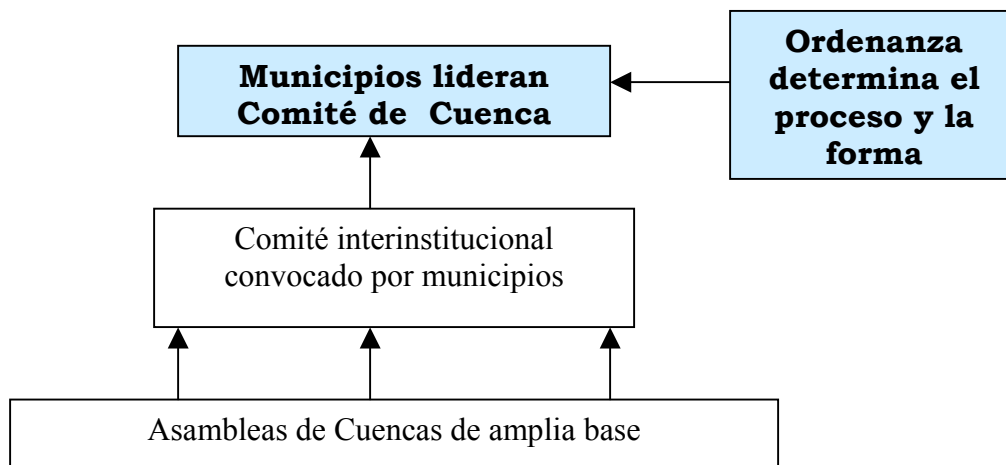 Municipios lideran
Comité de Cuenca
Ordenanza
determina el
proceso y la
forma
Comité interinstitucional
convocado por municipios
Asambleas de Cuencas de amplia base